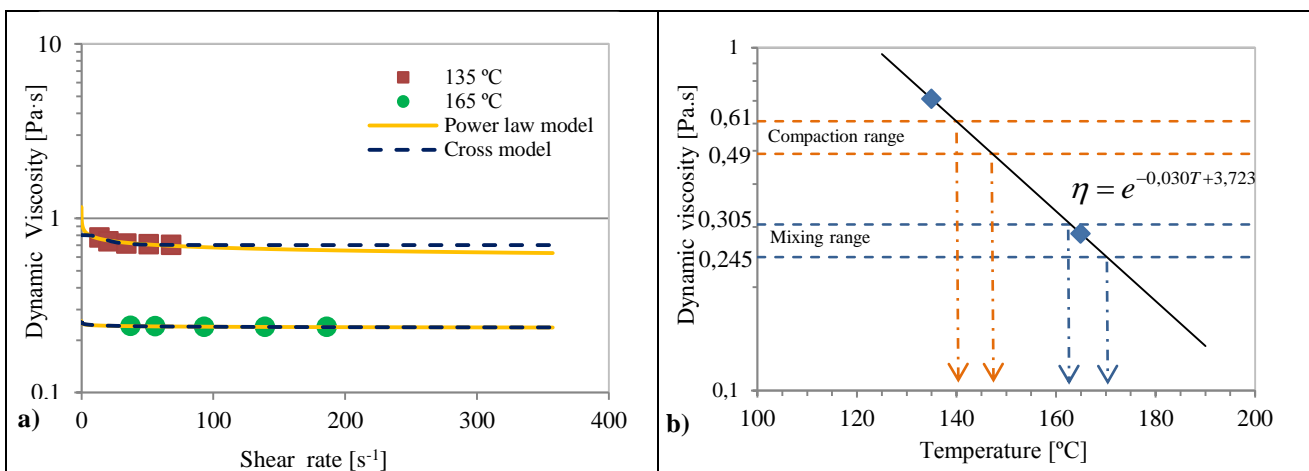 10
1
0.1
0
100
200
300
400
Dynamic Viscosity [Pa·s]
Shear rate [s⁻¹]
135 ºC
165 ºC
Power law model
Cross model
a)
1
0,61
0,49
0,305
0,245
0,1
100
120
140
160
180
200
Dynamic viscosity [Pa.s]
Temperature [ºC]
Compaction range
Mixing range
η = e^{−0,030T+3,723}
b)